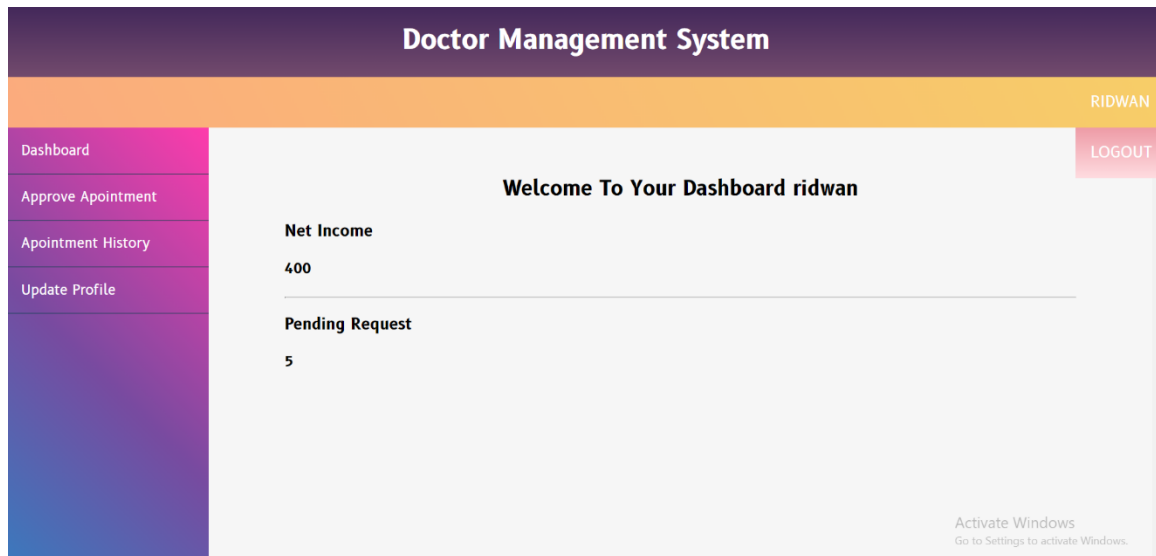 Doctor Management System
RIDWAN
Dashboard
LOGOUT
Approve Apointment
Welcome To Your Dashboard ridwan
Apointment History
Net Income
400
Update Profile
Pending Request
5
Activate Windows
Go to Settings to activate Windows.